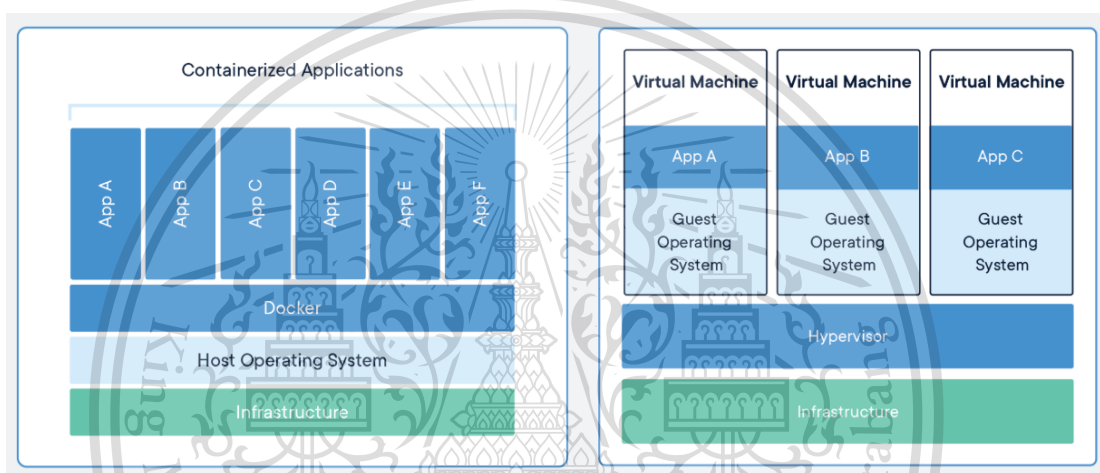 Containerized Applications
App A
App B
App C
App D
App E
App F
Docker
Host Operating System
Infrastructure
Virtual Machine
App A
Guest
Operating
System
Virtual Machine
App B
Guest
Operating
System
Virtual Machine
App C
Guest
Operating
System
Hypervisor
Infrastructure
King